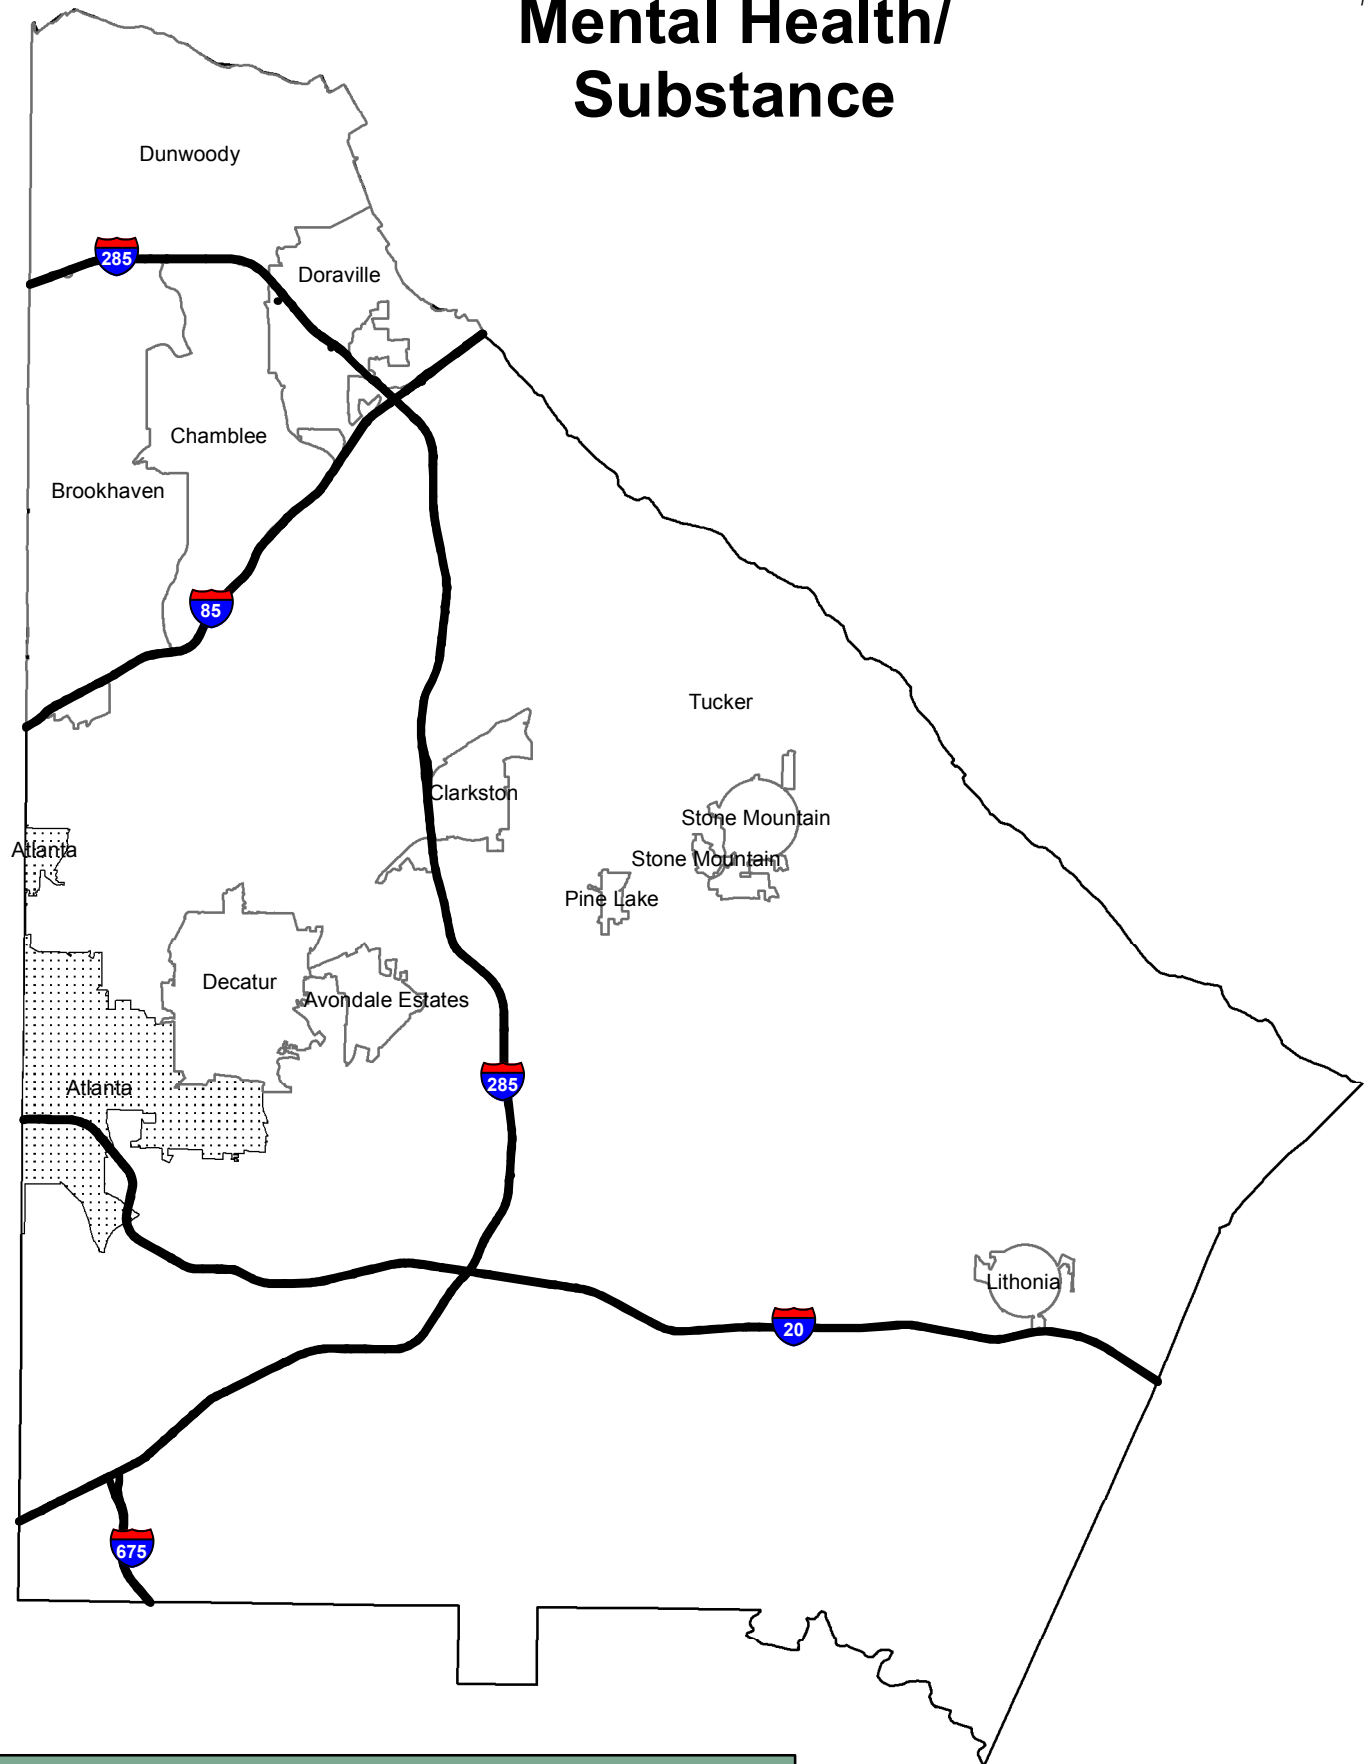 Mental Health/
Substance
Dunwoody
285
Doraville
Chamblee
Brookhaven
85
Tucker
Clarkston
Stone Mountain
Atlanta
Stone Mountain
Pine Lake
Decatur
Avondale Estates
285
Atlanta
Lithonia
20
675